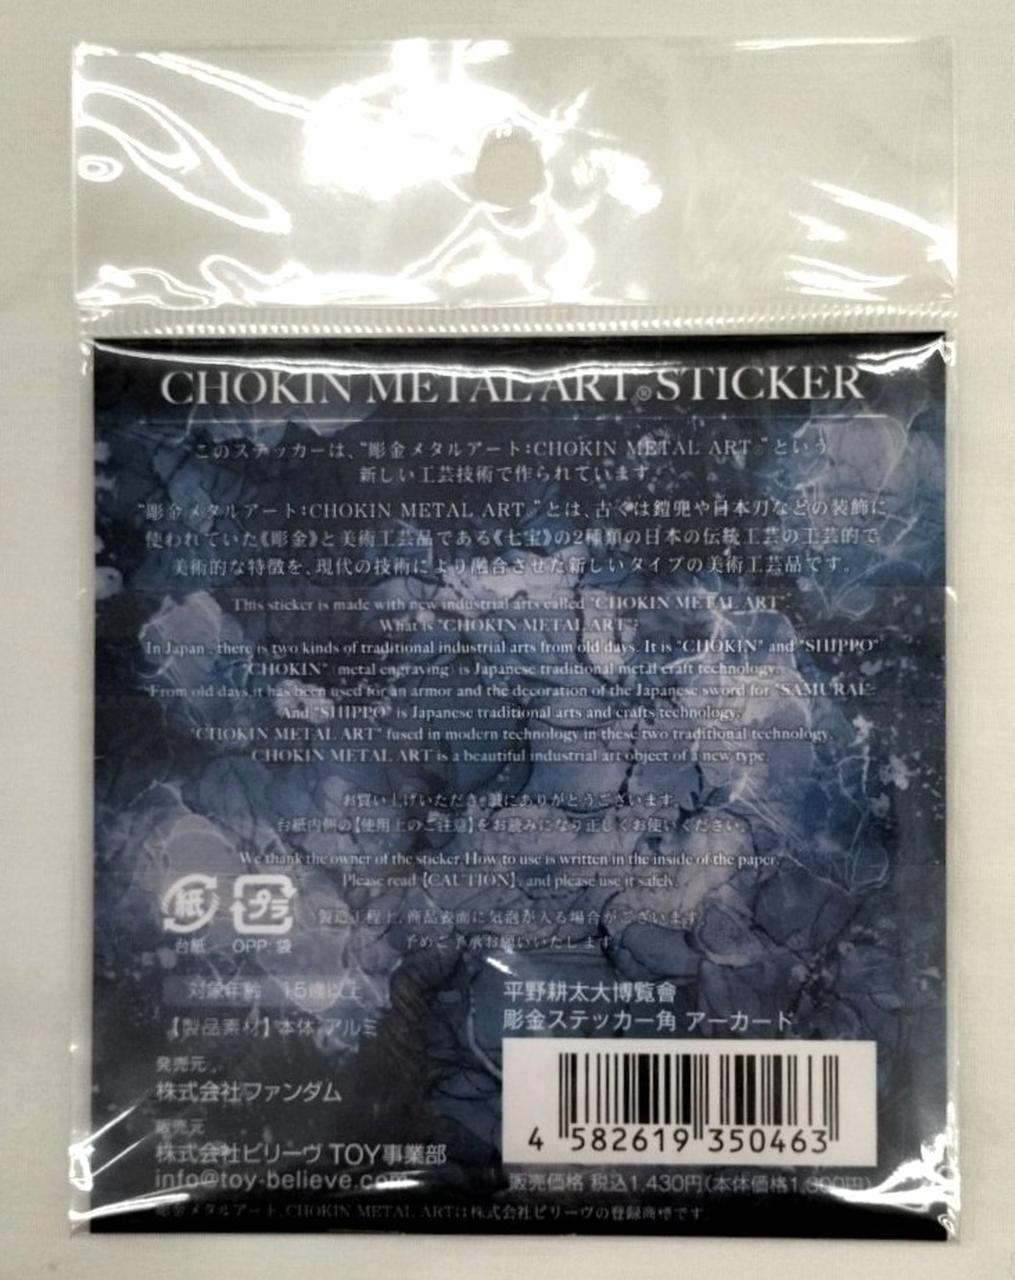 CHOKIN METAL ART®STICKER
このステッカーは、“彫金メタルアート:CHOKIN METAL ART®”という
新しい工芸技術で作られています。
“彫金メタルアート:CHOKIN METAL ART®”とは、古くは鎧兜や日本刀などの装飾に
使われていた《彫金》と美術工芸品である《七宝》の2種類の日本の伝統工芸の工芸的で
美術的な特徴を、現代の技術により融合させた新しいタイプの美術工芸品です。
This sticker is made with new industrial arts called "CHOKIN METAL ART"
What is "CHOKIN METAL ART"?
In Japan , there is two kinds of traditional industrial arts from old days. It is "CHOKIN" and "SHIPPO"
"CHOKIN" (metal engraving) is Japanese traditional metal craft technology.
From old days,it has been used for an armor and the decoration of the Japanese sword for "SAMURAI".
And "SHIPPO" is Japanese traditional arts and crafts technology.
"CHOKIN METAL ART" fused in modern technology in these two traditional technology.
CHOKIN METAL ART is a beautiful industrial art object of a new type.
お買い上げいただき誠にありがとうございます。
台紙内側の【使用上のご注意】をお読みになり正しくお使いください。
We thank the owner of the sticker.How to use is written in the inside of the paper.
Please read【CAUTION】, and please use it safely.
製造工程上、商品表面に気泡が入る場合がございます。
予めご了承お願いいたします。
紙 プラ
台紙 OPP: 袋
対象年齢 15歳以上
【製品素材】本体:アルミ
発売元
株式会社ファンダム
販売元
株式会社ビリーヴ TOY事業部
info@toy-believe.com
平野耕太大博覧會
彫金ステッカー角 アーカード
4 582619 350463
販売価格 税込1,430円(本体価格1,300円)
彫金メタルアート、CHOKIN METAL ARTは株式会社ビリーヴの登録商標です。